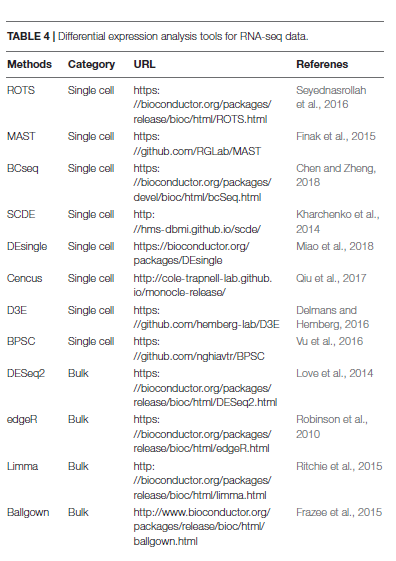 TABLE 4 | Differential expression analysis tools for RNA-seq data.
Methods Category URL Referenes
ROTS Single cell https: Seyednasrollah
//bioconductor.org/packages/ et al., 2016
release/bioc/html/ROTS.html
MAST Single cell https: Finak et al., 2015
//github.com/RGLab/MAST
BCseq Single cell https: Chen and Zheng,
//bioconductor.org/packages/ 2018
devel/bioc/html/bcSeq.html
SCDE Single cell http: Kharchenko et al.,
//hms-dbmi.github.io/scde/ 2014
DEsingle Single cell https://bioconductor.org/ Miao et al., 2018
packages/DEsingle
Cencus Single cell http://cole-trapnell-lab.github. Qiu et al., 2017
io/monocle-release/
D3E Single cell https: Delmans and
//github.com/hemberg-lab/D3E Hemberg, 2016
BPSC Single cell https: Vu et al., 2016
//github.com/nghiavtr/BPSC
DESeq2 Bulk https: Love et al., 2014
//bioconductor.org/packages/
release/bioc/html/DESeq2.html
edgeR Bulk https: Robinson et al.,
//bioconductor.org/packages/ 2010
release/bioc/html/edgeR.html
Limma Bulk http: Ritchie et al., 2015
//bioconductor.org/packages/
release/bioc/html/limma.html
Ballgown Bulk http://www.bioconductor.org/ Frazee et al., 2015
packages/release/bioc/html/
ballgown.html